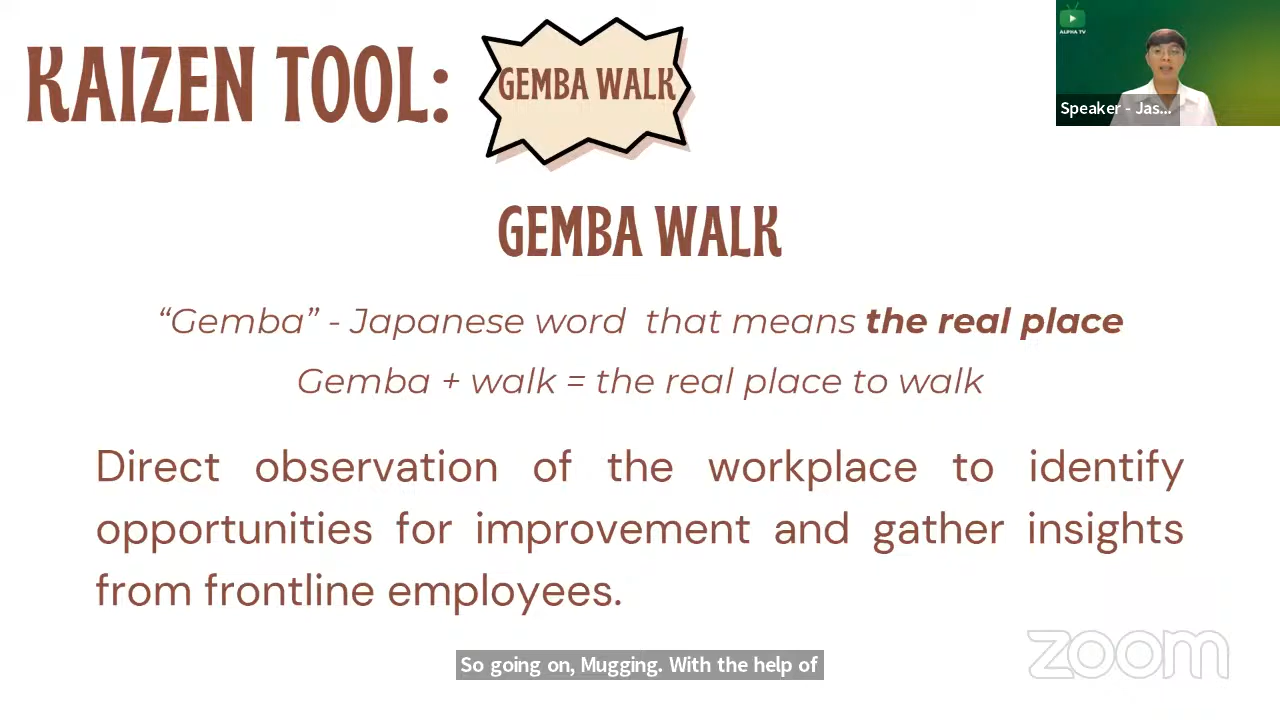 KAIZEN TOOL:
GEMBA WALK
ALPHA TV
Speaker - Jas...
GEMBA WALK
“Gemba” - Japanese word that means the real place
Gemba + walk = the real place to walk
Direct observation of the workplace to identify
opportunities for improvement and gather insights
from frontline employees.
So going on, Mugging. With the help of
zoom